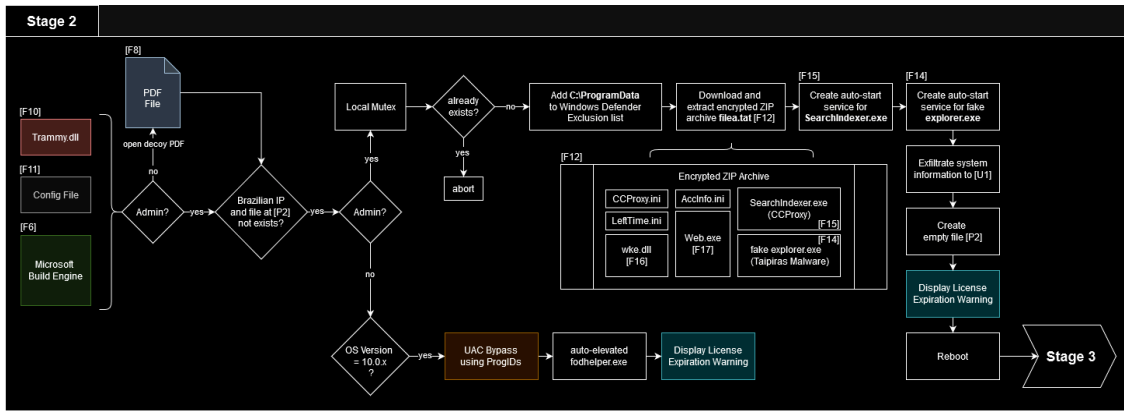 Stage 2
[F8]
PDF
File
[F10]
Trammy.dll
open decoy PDF
[F11]
Config File
no
[F6]
Microsoft
Build Engine
Admin?
yes
Brazilian IP
and file at [P2]
not exists?
yes
Admin?
yes
Local Mutex
already
exists?
yes
abort
no
Add C:\ProgramData
to Windows Defender
Exclusion list
Download and
extract encrypted ZIP
archive filea.tat [F12]
[F15]
Create auto-start
service for
SearchIndexer.exe
[F14]
Create auto-start
service for fake
explorer.exe
[F12]
Encrypted ZIP Archive
CCProxy.ini
AccInfo.ini
LeftTime.ini
SearchIndexer.exe
(CCProxy)
[F15]
wke.dll
[F16]
Web.exe
[F17]
[F14]
fake explorer.exe
(Taipiras Malware)
Exfiltrate system
information to [U1]
Create
empty file [P2]
Display License
Expiration Warning
Reboot
Stage 3
no
OS Version
= 10.0.x
?
yes
UAC Bypass
using ProgIDs
auto-elevated
fodhelper.exe
Display License
Expiration Warning